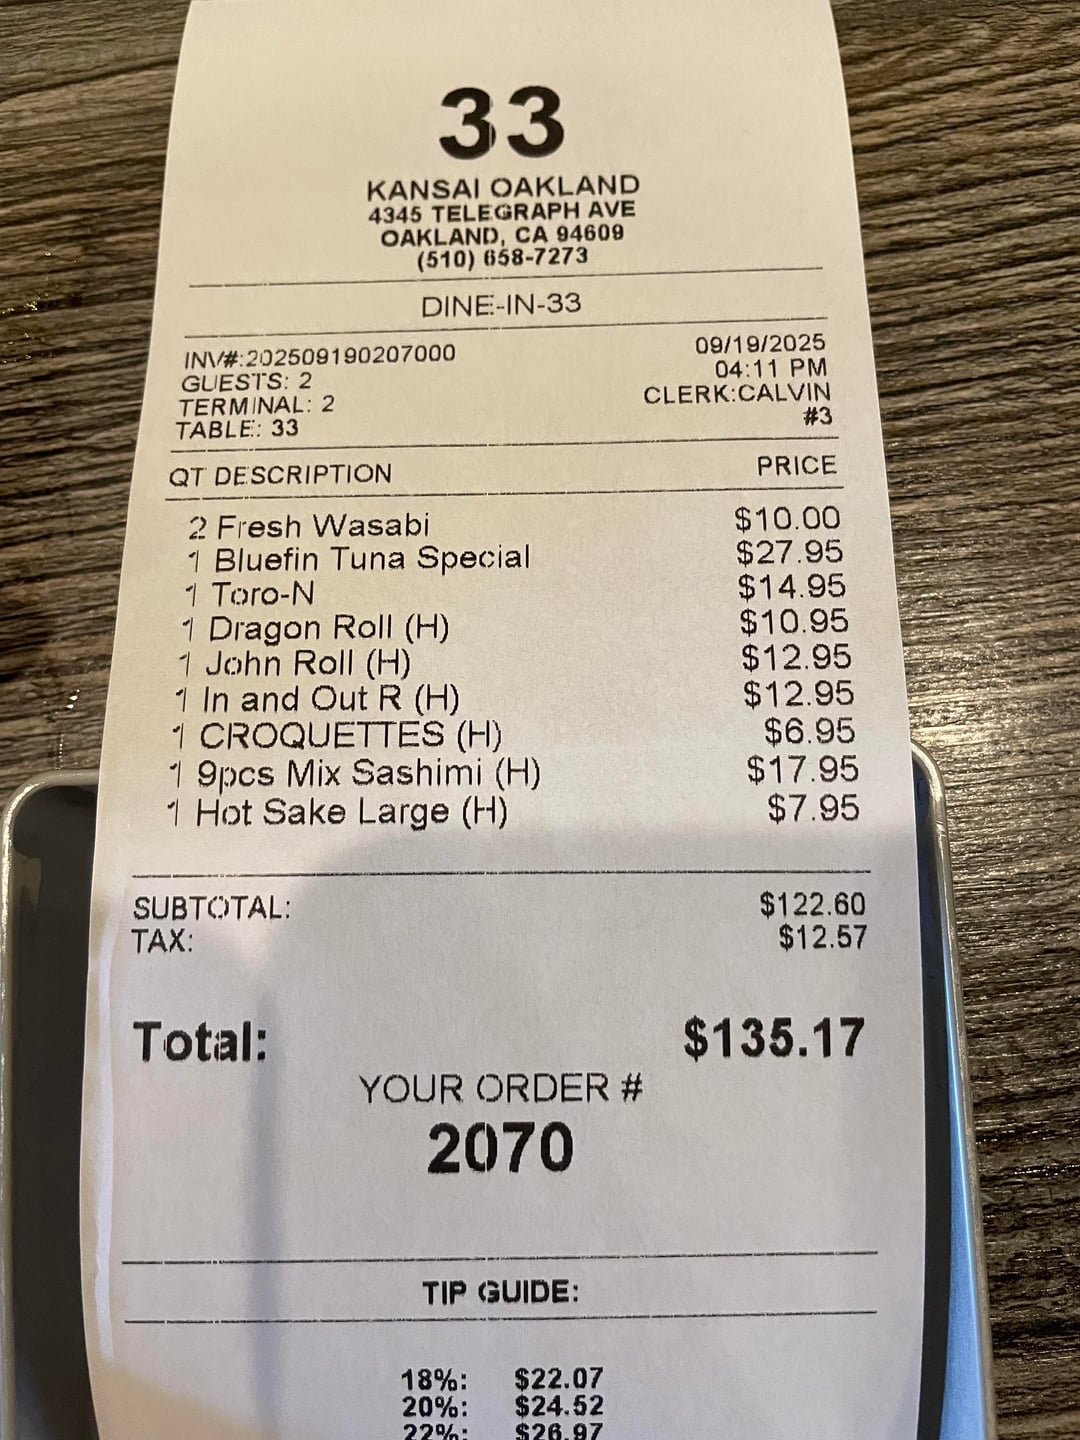 33
KANSAI OAKLAND
4345 TELEGRAPH AVE
OAKLAND, CA 94609
(510) 658-7273
DINE-IN-33
INV#:202509190207000 09/19/2025
GUESTS: 2 04:11 PM
TERMINAL: 2 CLERK:CALVIN
TABLE: 33 #3
QT DESCRIPTION PRICE
2 Fresh Wasabi $10.00
1 Bluefin Tuna Special $27.95
1 Toro-N $14.95
1 Dragon Roll (H) $10.95
1 John Roll (H) $12.95
1 In and Out R (H) $12.95
1 CROQUETTES (H) $6.95
1 9pcs Mix Sashimi (H) $17.95
1 Hot Sake Large (H) $7.95
SUBTOTAL: $122.60
TAX: $12.57
Total: $135.17
YOUR ORDER #
2070
TIP GUIDE:
18%: $22.07
20%: $24.52
22%: $26.97